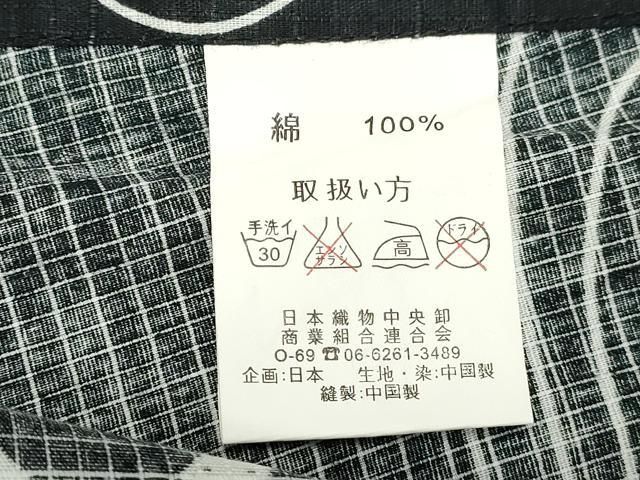 綿 100%
取扱い方
手洗イ
30
エンソ
サラシ
高
ドライ
日本織物中央卸
商業組合連合会
O-69 ☎06-6261-3489
企画:日本 生地・染:中国製
縫製:中国製